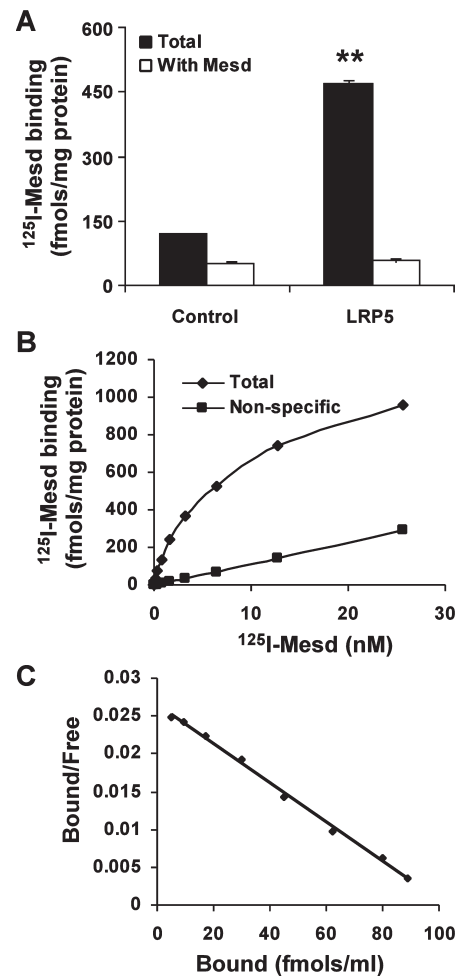 A
125I-Mesd binding
(fmols/mg protein)
600
450
300
150
0
Total
With Mesd
**
Control
LRP5
B
125I-Mesd binding
(fmols/mg protein)
1200
1000
800
600
400
200
0
Total
Non-specific
0
10
20
30
125I-Mesd (nM)
C
Bound/Free
0.03
0.025
0.02
0.015
0.01
0.005
0
0
20
40
60
80
100
Bound (fmols/ml)